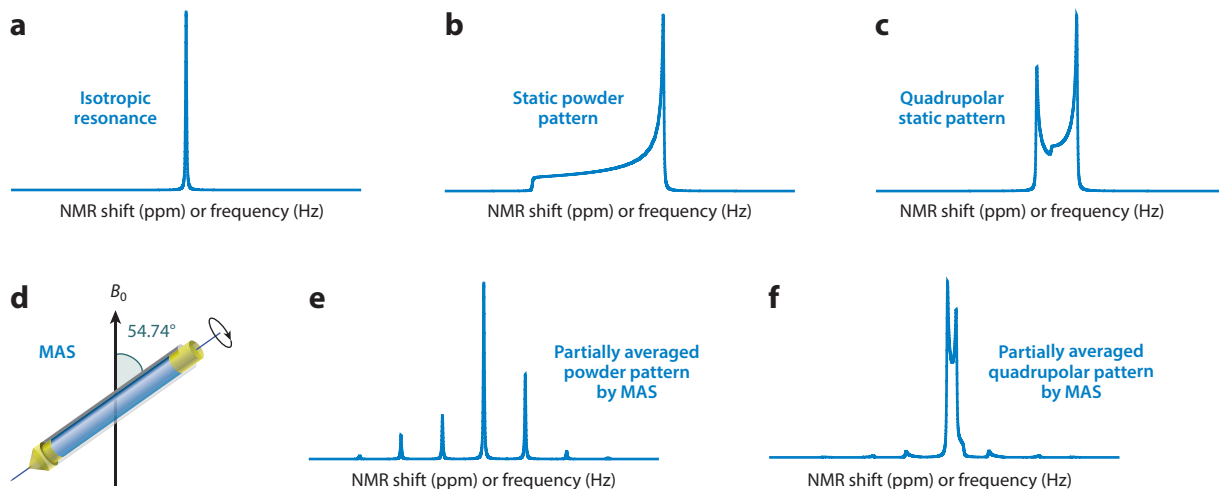 a
Isotropic
resonance
NMR shift (ppm) or frequency (Hz)
b
Static powder
pattern
NMR shift (ppm) or frequency (Hz)
c
Quadrupolar
static pattern
NMR shift (ppm) or frequency (Hz)
d
B0
54.74°
MAS
e
Partially averaged
powder pattern
by MAS
NMR shift (ppm) or frequency (Hz)
f
Partially averaged
quadrupolar pattern
by MAS
NMR shift (ppm) or frequency (Hz)